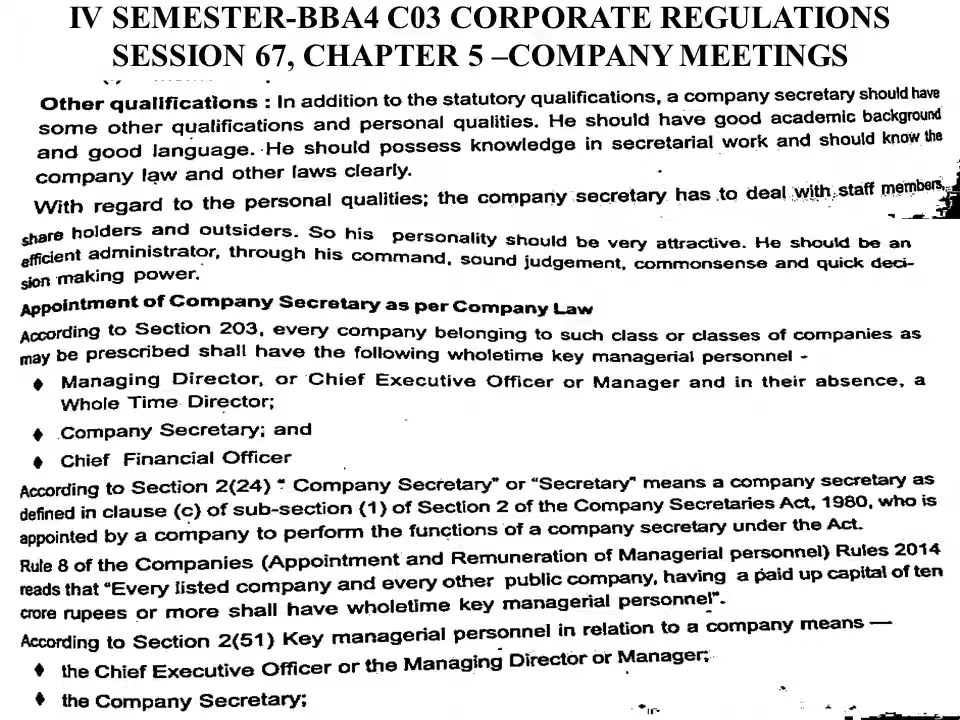 IV SEMESTER-BBA4 C03 CORPORATE REGULATIONS
SESSION 67, CHAPTER 5 –COMPANY MEETINGS
Other qualifications : In addition to the statutory qualifications, a company secretary should have
some other qualifications and personal qualities. He should have good academic background
and good language. He should possess knowledge in secretarial work and should know the
company law and other laws clearly.
With regard to the personal qualities; the company secretary has to deal with staff members,
share holders and outsiders. So his personality should be very attractive. He should be an
efficient administrator, through his command, sound judgement, commonsense and quick deci-
sion making power.
Appointment of Company Secretary as per Company Law
According to Section 203, every company belonging to such class or classes of companies as
may be prescribed shall have the following wholetime key managerial personnel -
♦ Managing Director, or Chief Executive Officer or Manager and in their absence, a
Whole Time Director;
♦ Company Secretary; and
♦ Chief Financial Officer
According to Section 2(24) " Company Secretary" or "Secretary" means a company secretary as
defined in clause (c) of sub-section (1) of Section 2 of the Company Secretaries Act, 1980, who is
appointed by a company to perform the functions of a company secretary under the Act.
Rule 8 of the Companies (Appointment and Remuneration of Managerial personnel) Rules 2014
reads that "Every listed company and every other public company, having a paid up capital of ten
crore rupees or more shall have wholetime key managerial personnel".
According to Section 2(51) Key managerial personnel in relation to a company means —
♦ the Chief Executive Officer or the Managing Director or Manager;
♦ the Company Secretary;